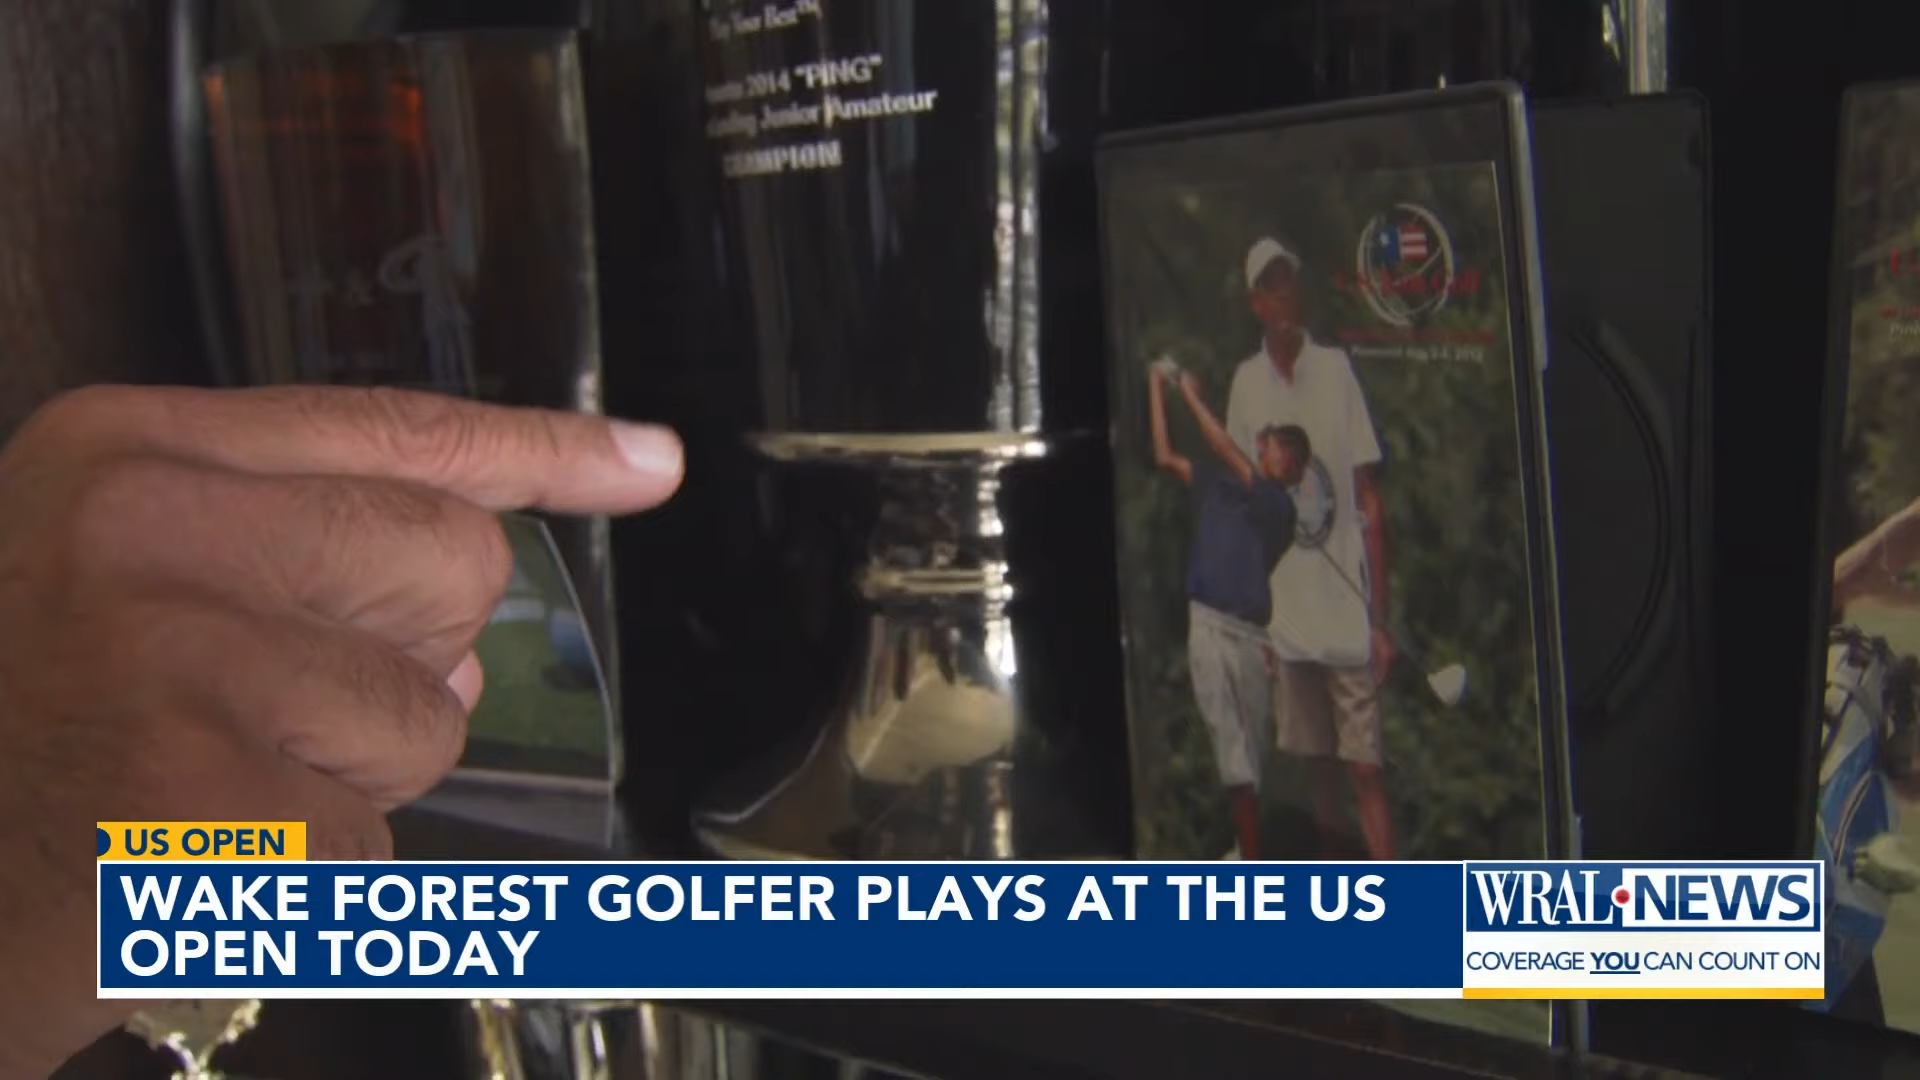 2014 "PING"
Junior Amateur
CHAMPION
US OPEN
WAKE FOREST GOLFER PLAYS AT THE US
OPEN TODAY
WRAL NEWS
COVERAGE YOU CAN COUNT ON